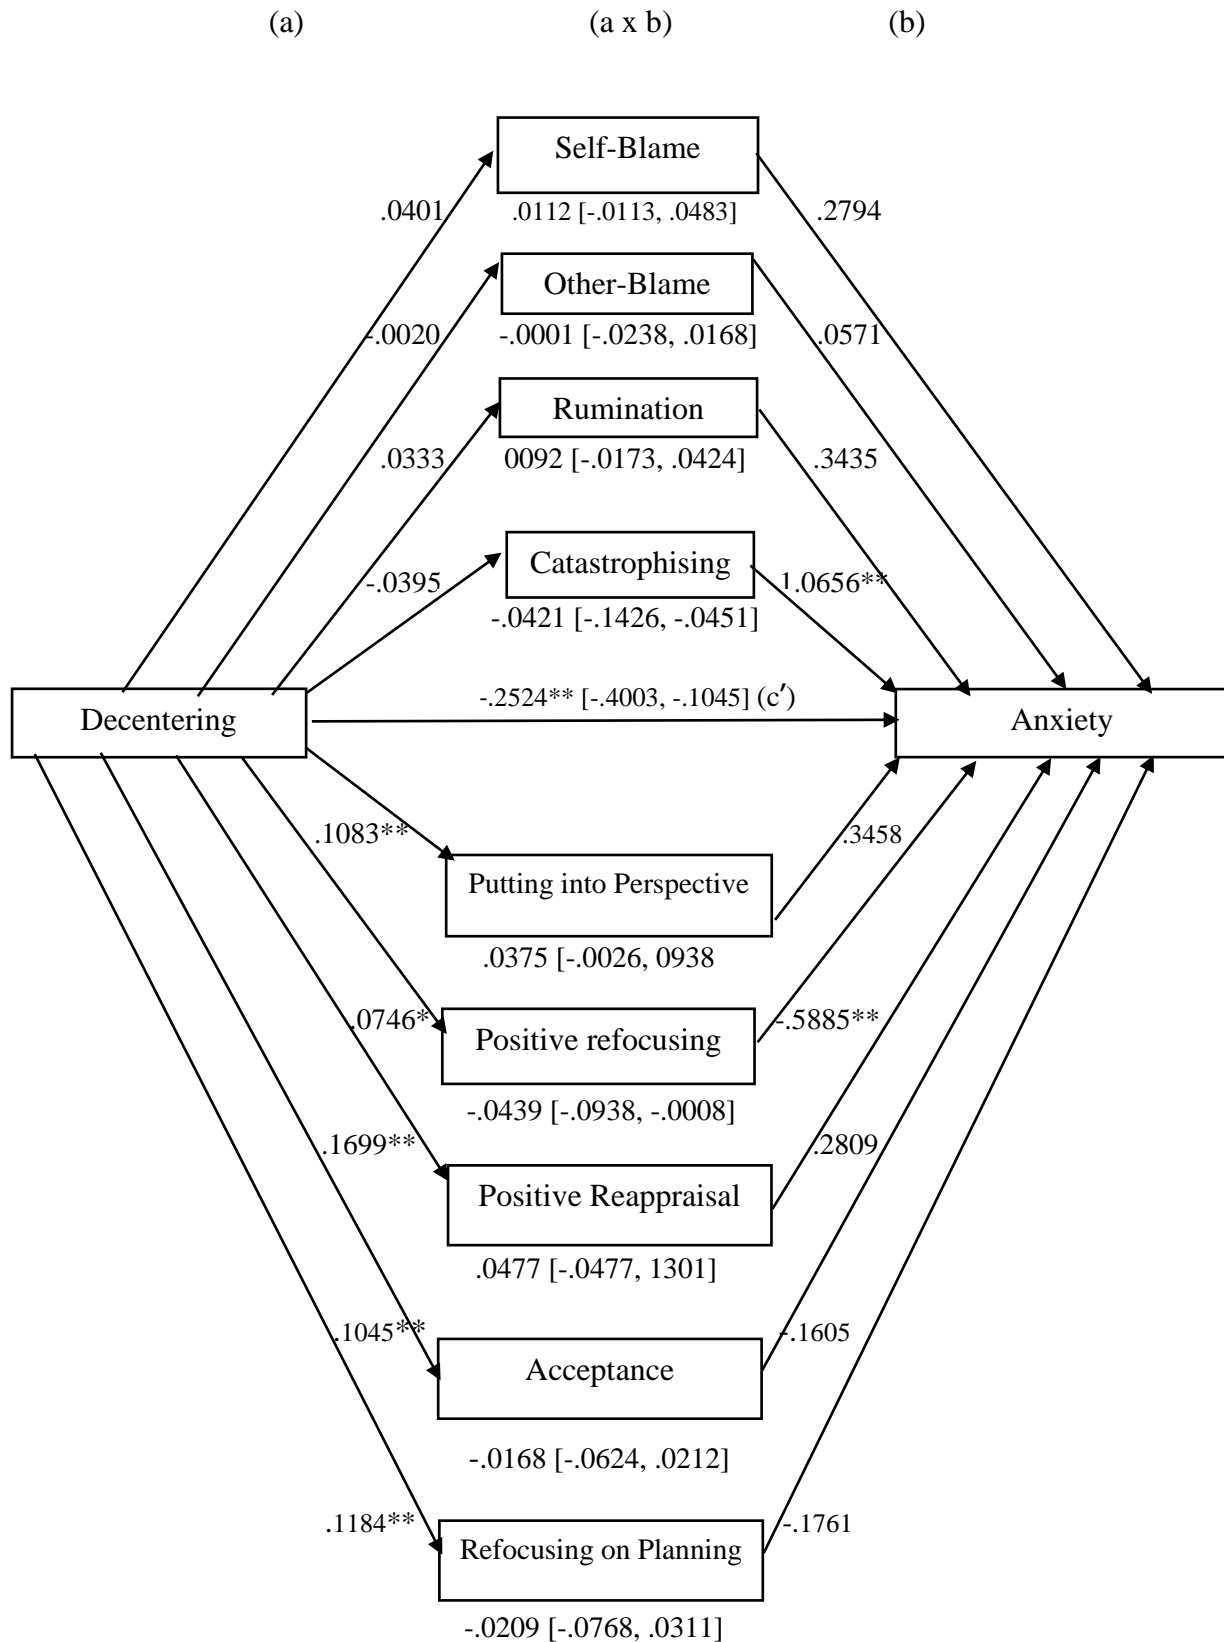 (a) (a x b) (b)
Self-Blame
.0401 .0112 [-.0113, .0483] .2794
Other-Blame
-.0020 -.0001 [-.0238, .0168] .0571
Rumination
.0333 0092 [-.0173, .0424] .3435
Catastrophising
-.0395 1.0656**
-.0421 [-.1426, -.0451]
-.2524** [-.4003, -.1045] (c′)
Decentering Anxiety
.1083** .3458
Putting into Perspective
.0375 [-.0026, 0938
.0746* Positive refocusing -.5885**
-.0439 [-.0938, -.0008]
.1699** .2809
Positive Reappraisal
.0477 [-.0477, 1301]
.1045** -.1605
Acceptance
-.0168 [-.0624, .0212]
.1184** -.1761
Refocusing on Planning
-.0209 [-.0768, .0311]